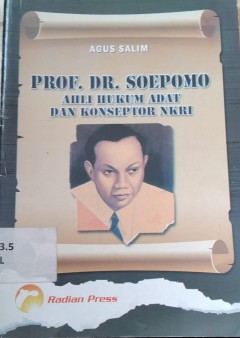 AGUS SALIM
PROF. DR. SOEPOMO
AHLI HUKUM ADAT
DAN KONSEPTOR NKRI
3.5
L
Radian Press